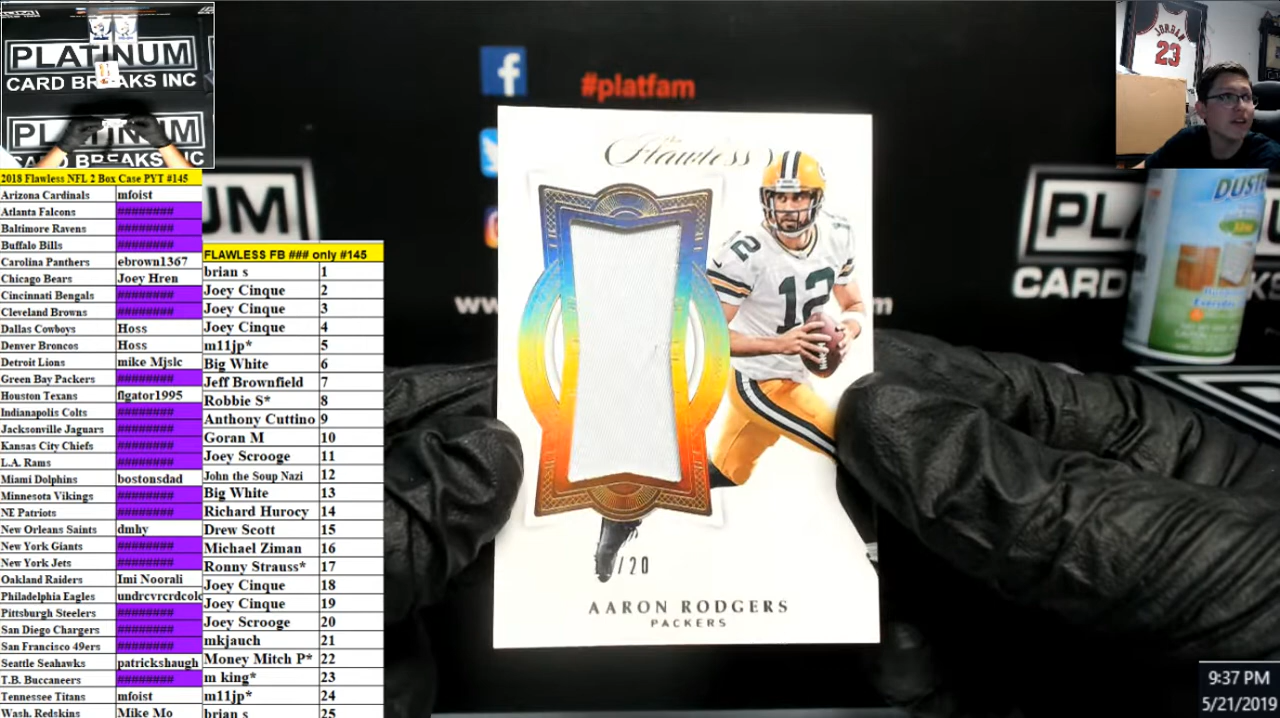 PLATINUM
CARD BREAKS INC
PLATINUM
CARD BREAKS INC
2018 Flawless NFL 2 Box Case PYT #145
Arizona Cardinals mfoist
Atlanta Falcons ########
Baltimore Ravens ########
Buffalo Bills ########
Carolina Panthers ebrown1367
Chicago Bears Joey Hren
Cincinnati Bengals ########
Cleveland Browns ########
Dallas Cowboys Hoss
Denver Broncos Hoss
Detroit Lions mike Mjslc
Green Bay Packers ########
Houston Texans flgator1995
Indianapolis Colts ########
Jacksonville Jaguars ########
Kansas City Chiefs ########
L.A. Rams ########
Miami Dolphins bostonsdad
Minnesota Vikings ########
NE Patriots ########
New Orleans Saints dmhy
New York Giants ########
New York Jets ########
Oakland Raiders Imi Noorali
Philadelphia Eagles undrcvrcrdcolc
Pittsburgh Steelers ########
San Diego Chargers ########
San Francisco 49ers ########
Seattle Seahawks patrickshaugh
T.B. Buccaneers ########
Tennessee Titans mfoist
Wash. Redskins Mike Mo
FLAWLESS FB ### only #145
brian s 1
Joey Cinque 2
Joey Cinque 3
Joey Cinque 4
m11jp* 5
Big White 6
Jeff Brownfield 7
Robbie S* 8
Anthony Cuttino 9
Goran M 10
Joey Scrooge 11
John the Soup Nazi 12
Big White 13
Richard Hurocy 14
Drew Scott 15
Michael Ziman 16
Ronny Strauss* 17
Joey Cinque 18
Joey Cinque 19
Joey Scrooge 20
mkjauch 21
Money Mitch P* 22
m king* 23
m11jp* 24
brian s 25
f
#platfam
Flawless
12
12
/20
AARON RODGERS
PACKERS
UM
ww
m
PL
CARD
KS
DUST
JORDAN
23
9:37 PM
5/21/2019